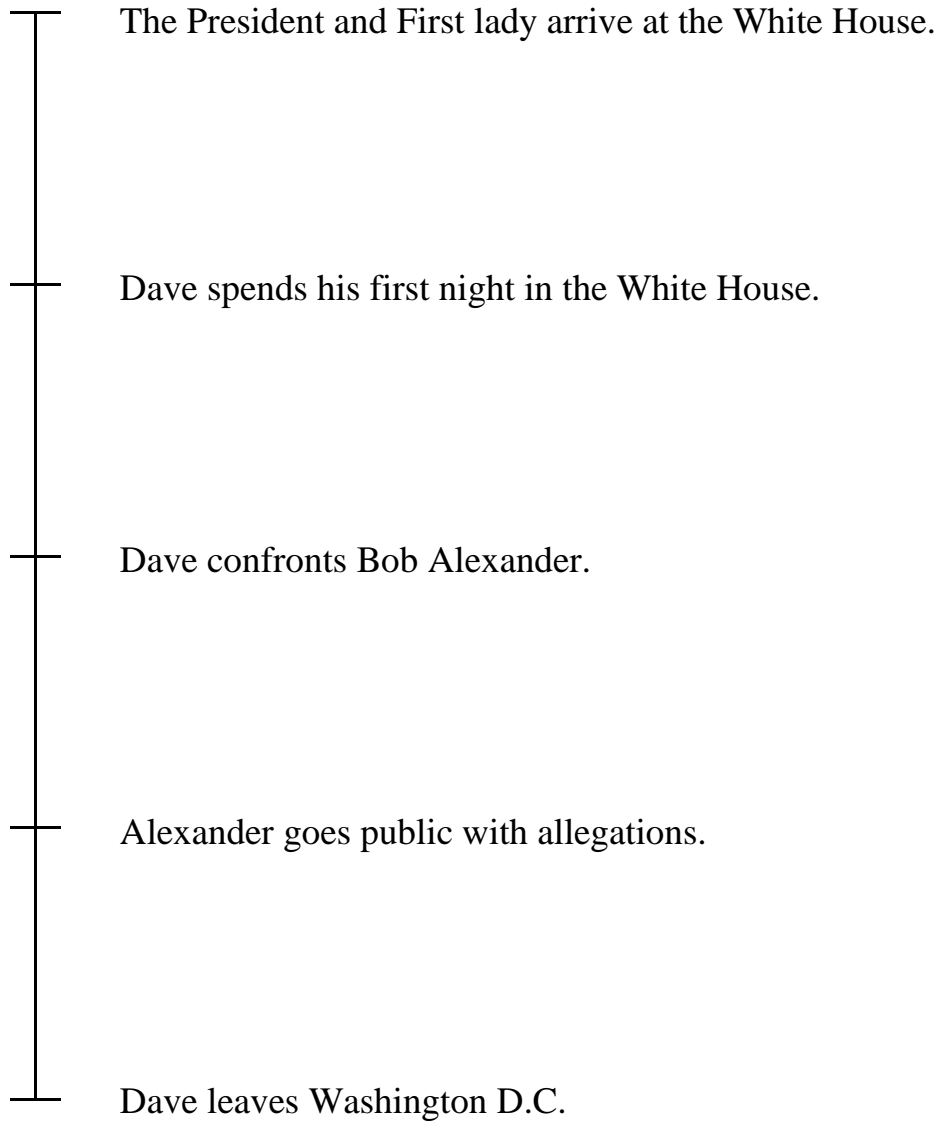 The President and First lady arrive at the White House.
Dave spends his first night in the White House.
Dave confronts Bob Alexander.
Alexander goes public with allegations.
Dave leaves Washington D.C.